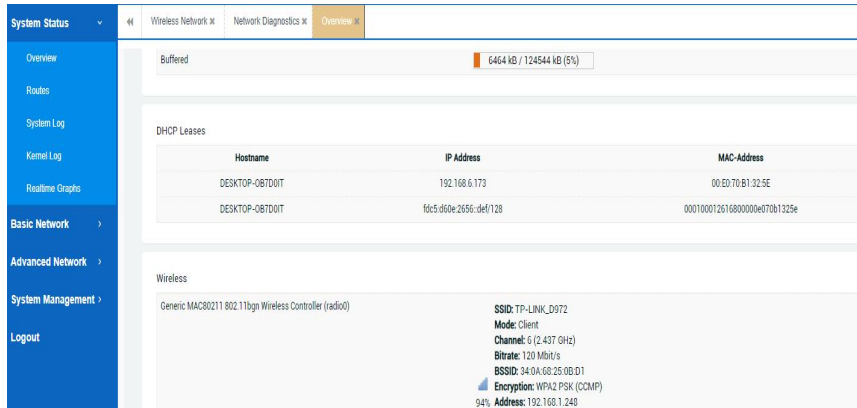 System Status
Overview
Routes
System Log
Kernel Log
Realtime Graphs
Basic Network
Advanced Network
System Management
Logout
Wireless Network Network Diagnostics Overview
Buffered 6464 kB / 124544 kB (5%)
DHCP Leases
Hostname IP Address MAC-Address
DESKTOP-OB7D0IT 192.168.6.173 00:E0:70:B1:32:5E
DESKTOP-OB7D0IT fdc5:d60e:2656::def/128 000100012616800000e070b1325e
Wireless
Generic MAC80211 802.11bgn Wireless Controller (radio0)
SSID: TP-LINK_D972
Mode: Client
Channel: 6 (2.437 GHz)
Bitrate: 120 Mbit/s
BSSID: 34:0A:68:25:0B:D1
Encryption: WPA2 PSK (CCMP)
94% Address: 192.168.1.248